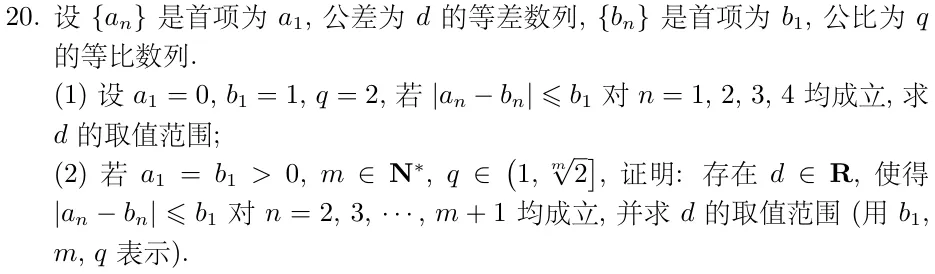 20. 设 {aₙ} 是首项为 a₁, 公差为 d 的等差数列, {bₙ} 是首项为 b₁, 公比为 q
的等比数列.
(1) 设 a₁ = 0, b₁ = 1, q = 2, 若 |aₙ − bₙ| ⩽ b₁ 对 n = 1, 2, 3, 4 均成立, 求
d 的取值范围;
(2) 若 a₁ = b₁ > 0, m ∈ N*, q ∈ (1, ᵐ√2], 证明: 存在 d ∈ R, 使得
|aₙ − bₙ| ⩽ b₁ 对 n = 2, 3, ⋯, m + 1 均成立, 并求 d 的取值范围 (用 b₁,
m, q 表示).